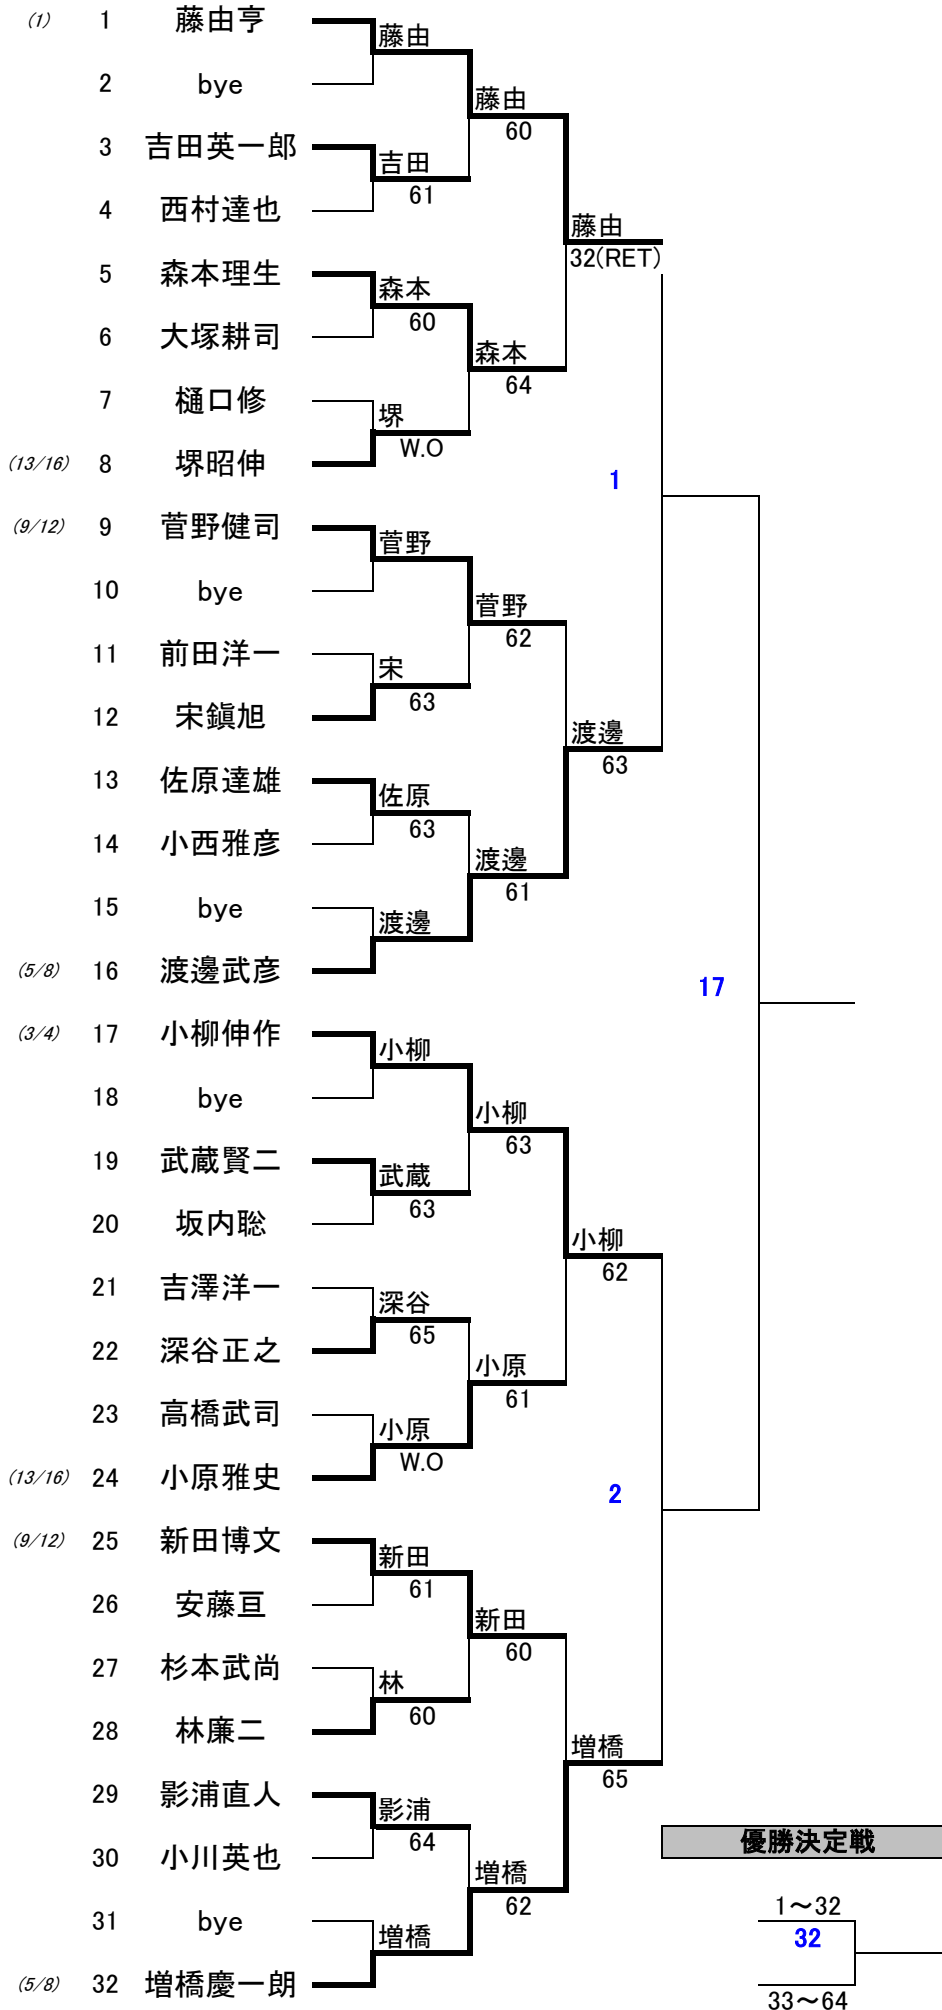 (1) 1 藤由亨
藤由
2 bye
藤由
60
3 吉田英一郎
吉田
61
4 西村達也
藤由
32(RET)
5 森本理生
森本
60
6 大塚耕司
森本
64
7 樋口修
堺
W.O
(13/16) 8 堺昭伸
1
(9/12) 9 菅野健司
菅野
10 bye
菅野
62
11 前田洋一
宋
63
12 宋鎭旭
渡邊
63
13 佐原達雄
佐原
63
14 小西雅彦
渡邊
61
15 bye
渡邊
(5/8) 16 渡邊武彦
17
(3/4) 17 小柳伸作
小柳
18 bye
小柳
63
19 武蔵賢二
武蔵
63
20 坂内聡
小柳
62
21 吉澤洋一
深谷
65
22 深谷正之
小原
61
23 高橋武司
小原
W.O
(13/16) 24 小原雅史
2
(9/12) 25 新田博文
新田
61
26 安藤亘
新田
60
27 杉本武尚
林
60
28 林廉二
増橋
65
29 影浦直人
影浦
64
30 小川英也
優勝決定戦
増橋
62
31 bye
1～32
増橋
32
(5/8) 32 増橋慶一朗
33～64